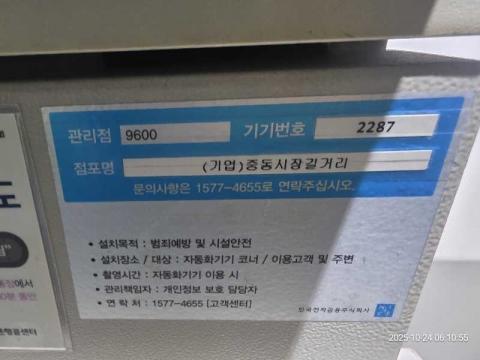 관리점 9600 기기번호 2287
점포명 (기업)중동시장길거리
문의사항은 1577-4655로 연락주십시오.
• 설치목적 : 범죄예방 및 시설안전
• 설치장소 / 대상 : 자동화기기 코너 / 이용고객 및 주변
• 촬영시간 : 자동화기기 이용 시
• 관리책임자 : 개인정보 보호 담당자
• 연 락 처 : 1577-4655 [고객센터]
한국전자금융주식회사
도
장에서
2025-10-24 06:10:55